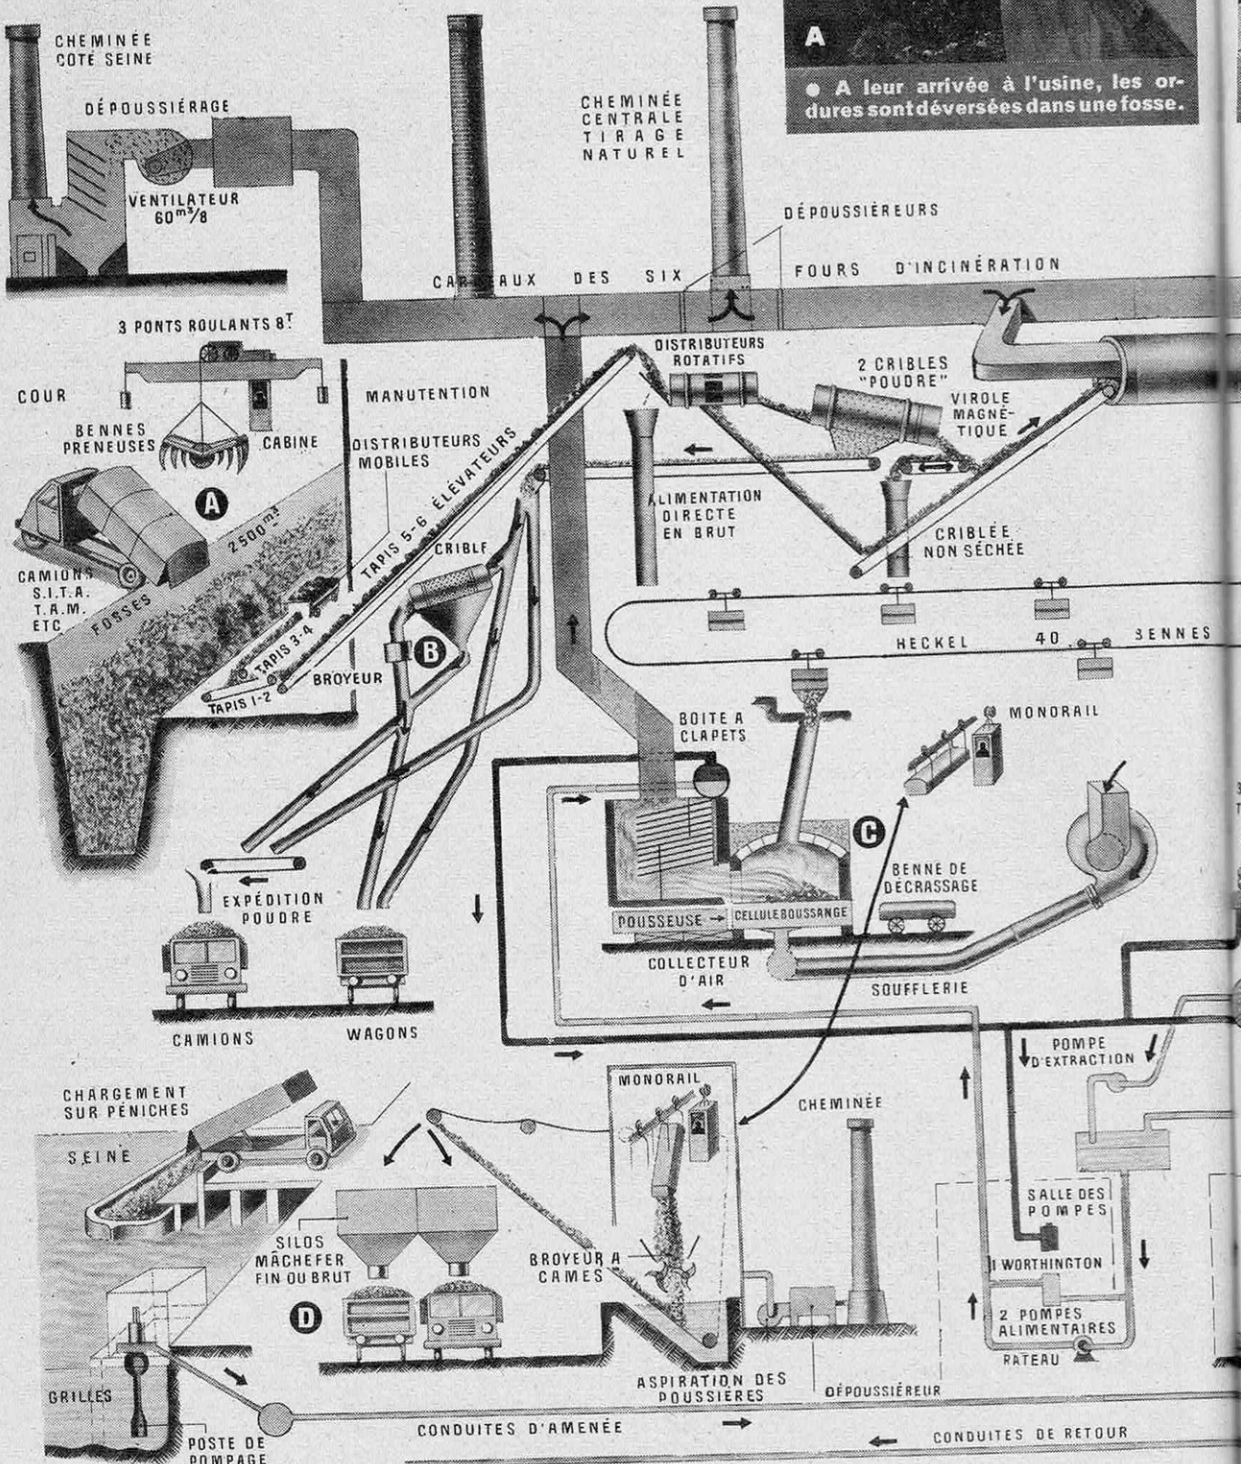 CHEMINÉE
COTÉ SEINE
DÉPOUSSIÉRAGE
VENTILATEUR
60 m³/8
CHEMINÉE
CENTRALE
TIRAGE
NATUREL
A
● A leur arrivée à l'usine, les or-
dures sont déversées dans une fosse.
DÉPOUSSIÉREURS
CARNEAUX DES SIX FOURS D'INCINÉRATION
3 PONTS ROULANTS 8T
COUR
BENNES
PRENEUSES
CABINE
MANUTENTION
DISTRIBUTEURS
MOBILES
DISTRIBUTEURS
ROTATIFS
2 CRIBLES
"POUDRE"
VIROLE
MAGNÉ-
TIQUE
A
2500 m³
CAMIONS
S.I.T.A.
T.A.M.
ETC
FOSSES
TAPIS 5-6 ÉLÉVATEURS
TAPIS 3-4
TAPIS 1-2
CRIBLE
B
BROYEUR
ALIMENTATION
DIRECTE
EN BRUT
CRIBLÉE
NON SÉCHÉE
HECKEL 40 BENNES
BOITE A
CLAPETS
MONORAIL
C
BENNE DE
DÉCRASSAGE
POUSSEUSE
CELLULE BOUSSANGE
COLLECTEUR
D'AIR
SOUFFLERIE
EXPÉDITION
POUDRE
CAMIONS
WAGONS
POMPE
D'EXTRACTION
CHARGEMENT
SUR PÉNICHES
SEINE
MONORAIL
CHEMINÉE
SILOS
MÂCHEFER
FIN OU BRUT
D
BROYEUR A
CAMES
SALLE DES
POMPES
1 WORTHINGTON
2 POMPES
ALIMENTAIRES
RATEAU
GRILLES
ASPIRATION DES
POUSSIÈRES
DÉPOUSSIÉREUR
CONDUITES D'AMENÉE
CONDUITES DE RETOUR
POSTE DE
POMPAGE